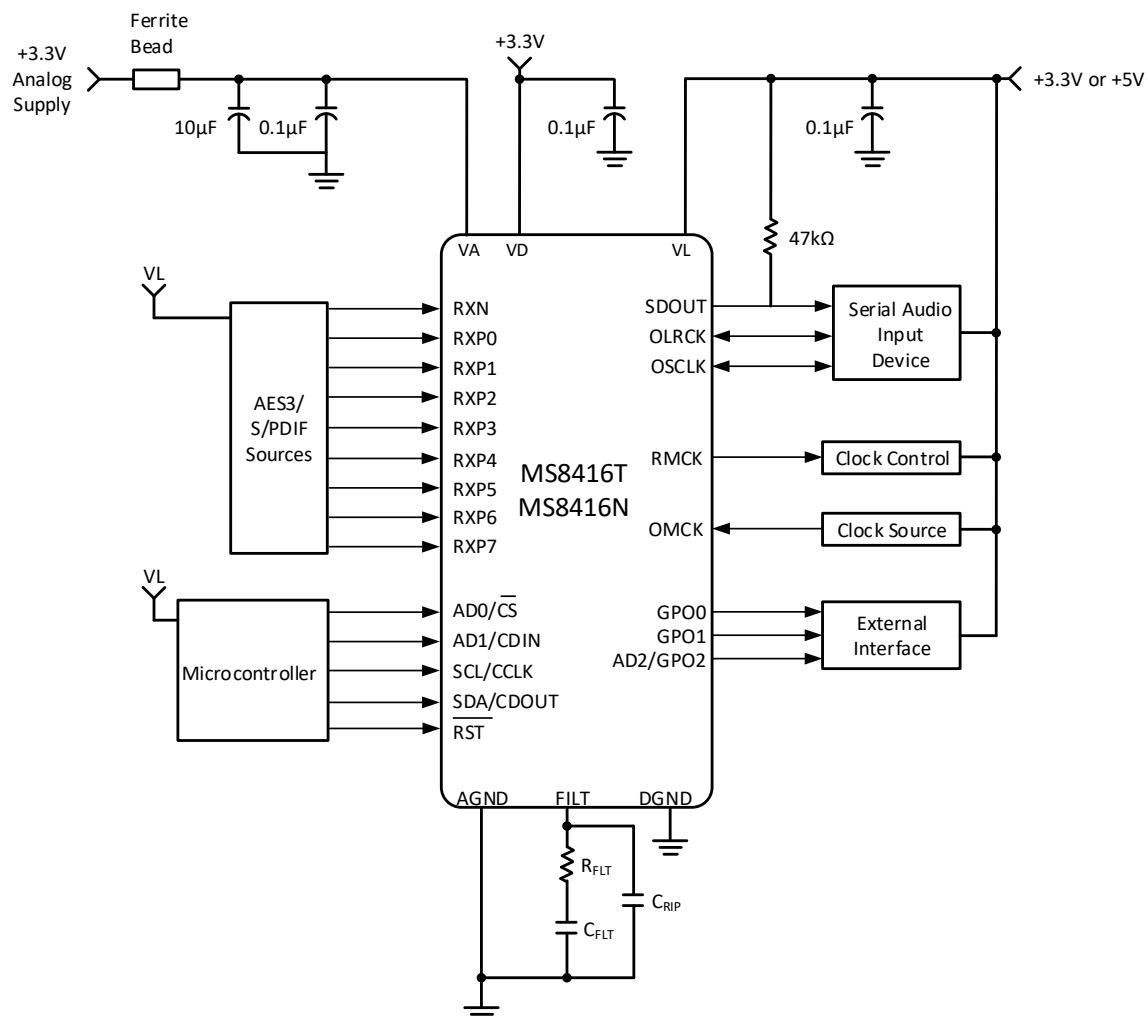 Ferrite
Bead
+3.3V
Analog
Supply
10µF
0.1µF
+3.3V
0.1µF
+3.3V or +5V
0.1µF
47kΩ
VA
VD
VL
VL
AES3/
S/PDIF
Sources
RXN
RXP0
RXP1
RXP2
RXP3
RXP4
RXP5
RXP6
RXP7
VL
Microcontroller
AD0/C̅S̅
AD1/CDIN
SCL/CCLK
SDA/CDOUT
R̅S̅T̅
MS8416T
MS8416N
SDOUT
OLRCK
OSCLK
Serial Audio
Input
Device
RMCK
Clock Control
OMCK
Clock Source
GPO0
GPO1
AD2/GPO2
External
Interface
AGND
FILT
DGND
RFLT
CFLT
CRIP